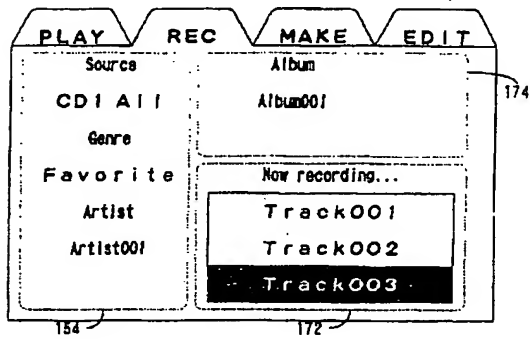 PLAY REC MAKE EDIT
Source
CD1 All
Genre
Favorite
Artist
Artist001
Album
Album001
174
Now recording...
Track001
Track002
Track003
154
172